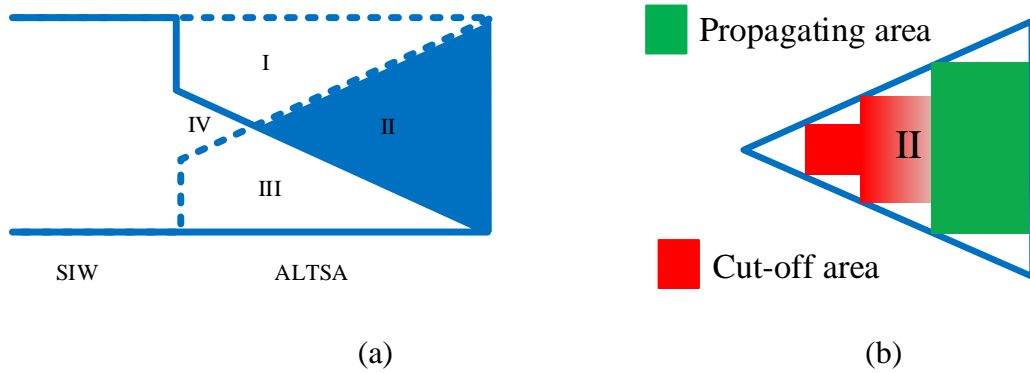 I
IV
II
III
SIW
ALTSA
(a)
Propagating area
II
Cut-off area
(b)